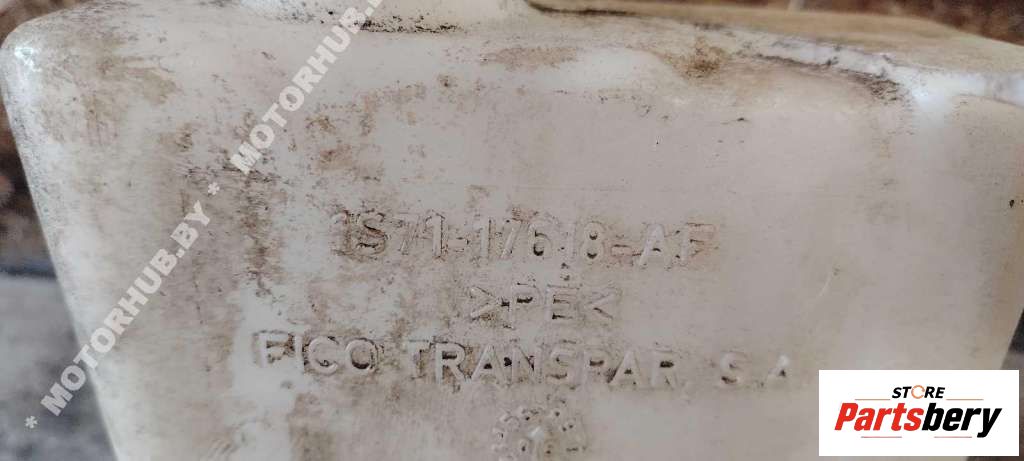 * MOTORHUB.BY * MOTORHUB.BY
1S71-17618-AF
>PE<
FICO TRANSPAR, S.A.
STORE
Partsbery